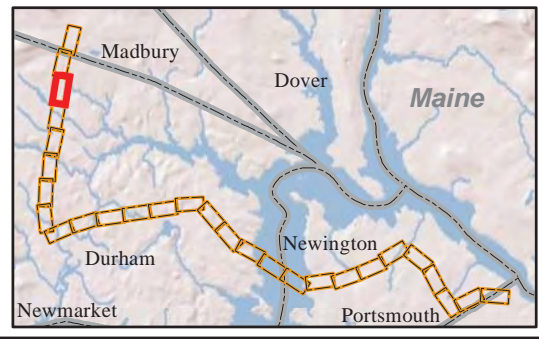 Madbury
Dover
Maine
Newington
Durham
Newmarket
Portsmouth